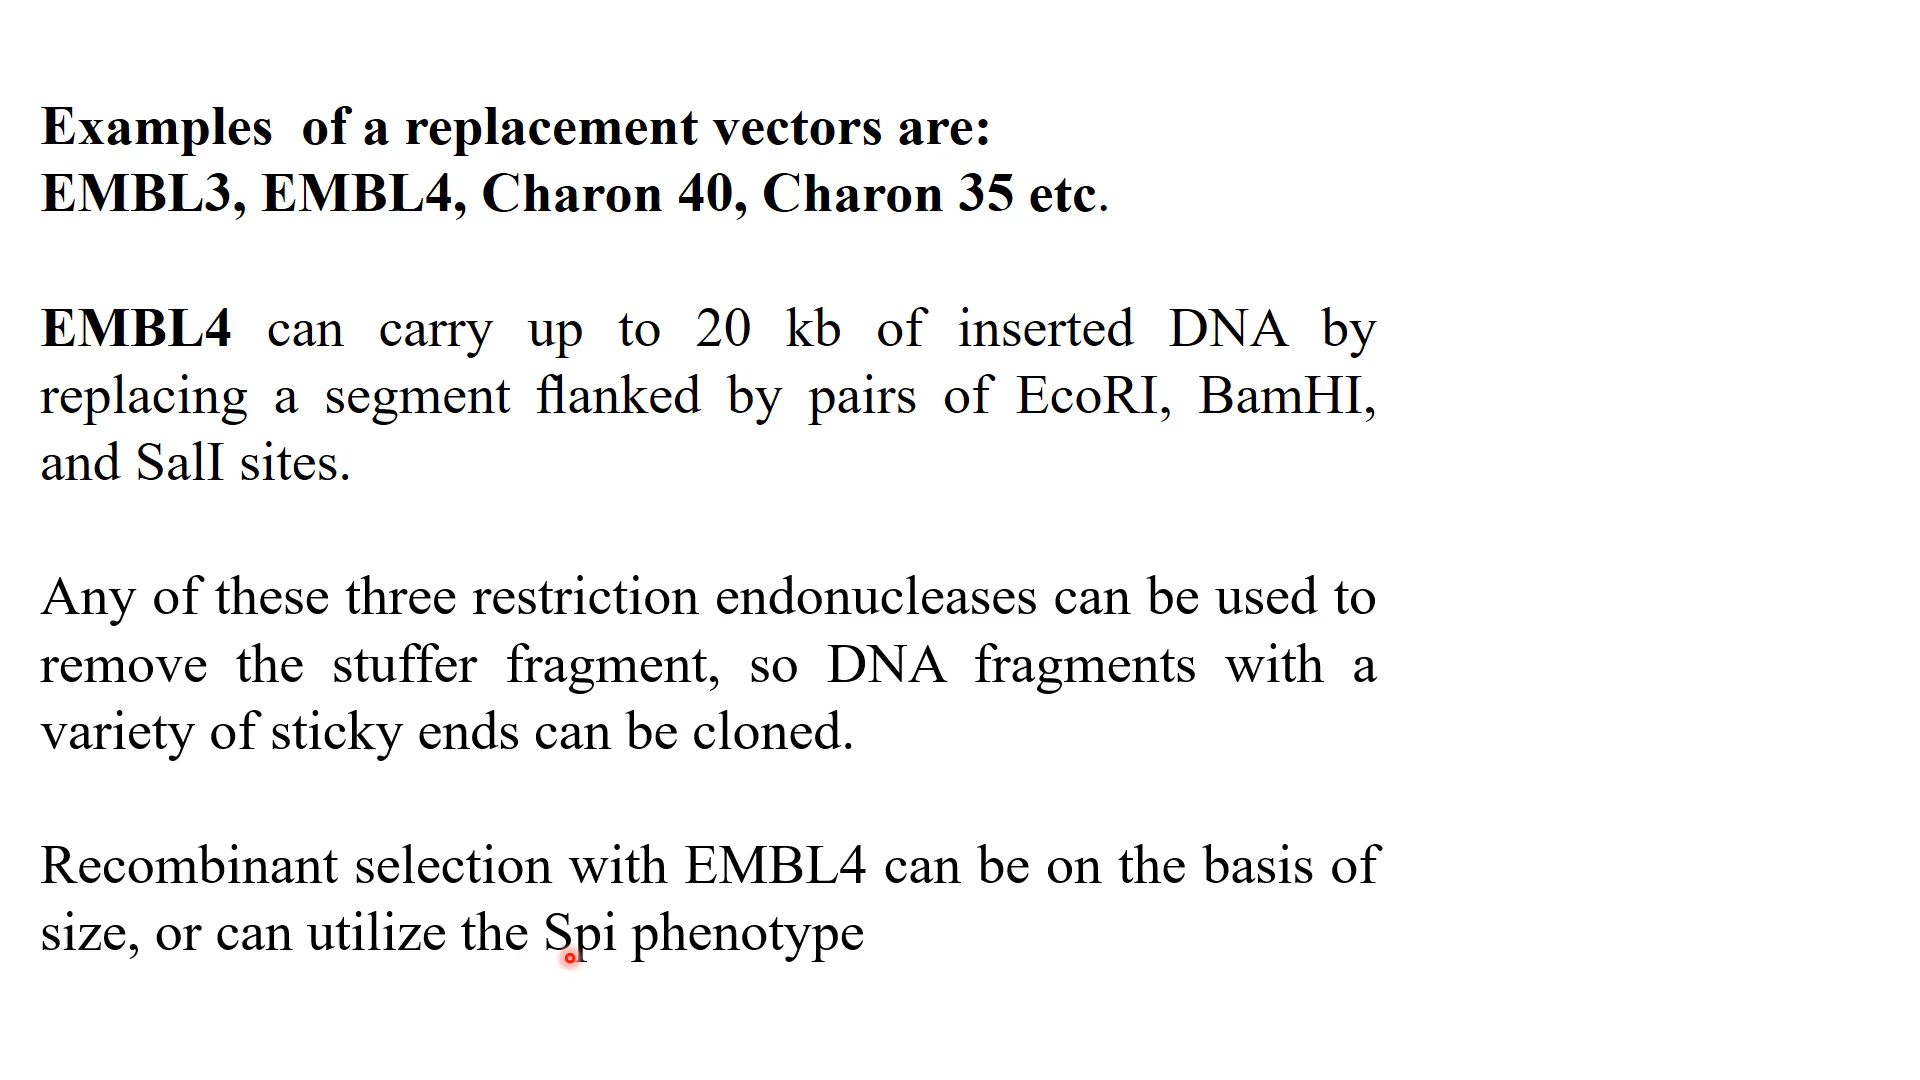 Examples  of a replacement vectors are:
EMBL3, EMBL4, Charon 40, Charon 35 etc.
EMBL4 can carry up to 20 kb of inserted DNA by
replacing a segment flanked by pairs of EcoRI, BamHI,
and SalI sites.
Any of these three restriction endonucleases can be used to
remove the stuffer fragment, so DNA fragments with a
variety of sticky ends can be cloned.
Recombinant selection with EMBL4 can be on the basis of
size, or can utilize the Spi phenotype